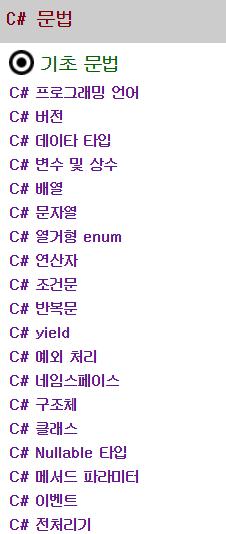 C# 문법
기초 문법
C# 프로그래밍 언어
C# 버전
C# 데이타 타입
C# 변수 및 상수
C# 배열
C# 문자열
C# 열거형 enum
C# 연산자
C# 조건문
C# 반복문
C# yield
C# 예외 처리
C# 네임스페이스
C# 구조체
C# 클래스
C# Nullable 타입
C# 메서드 파라미터
C# 이벤트
C# 전처리기